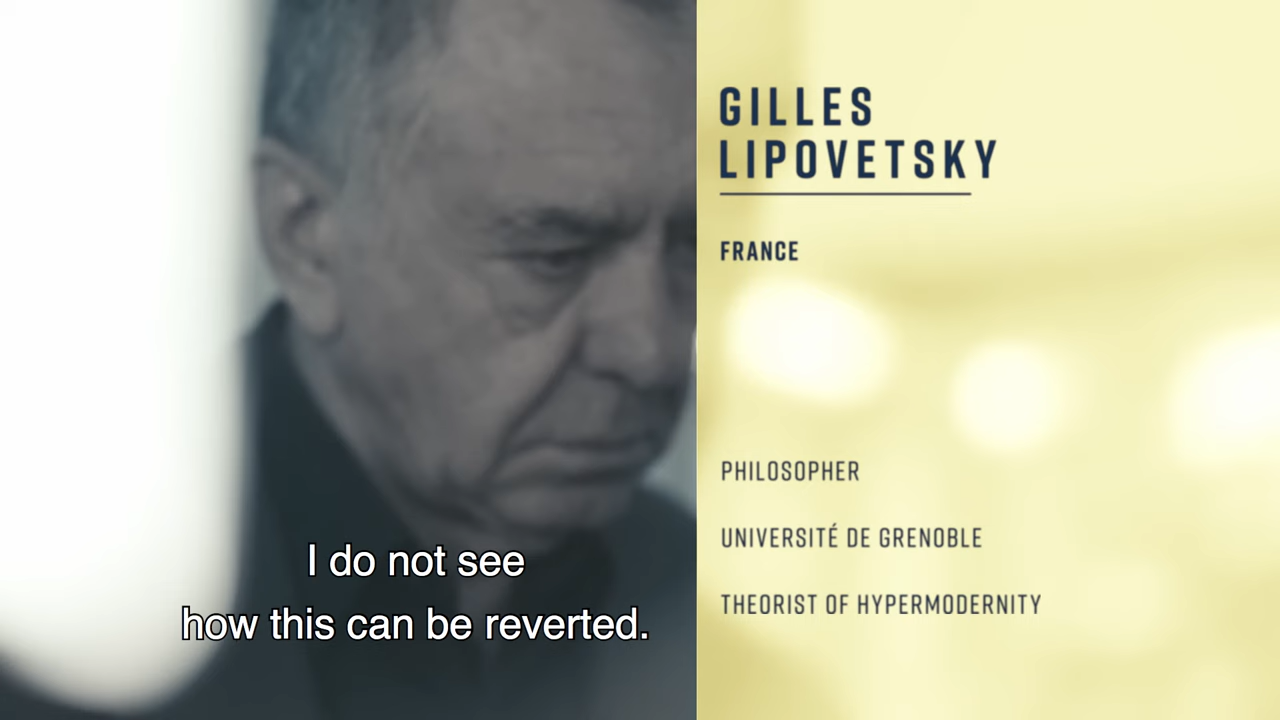 GILLES
LIPOVETSKY
FRANCE
PHILOSOPHER
UNIVERSITÉ DE GRENOBLE
THEORIST OF HYPERMODERNITY
I do not see
how this can be reverted.